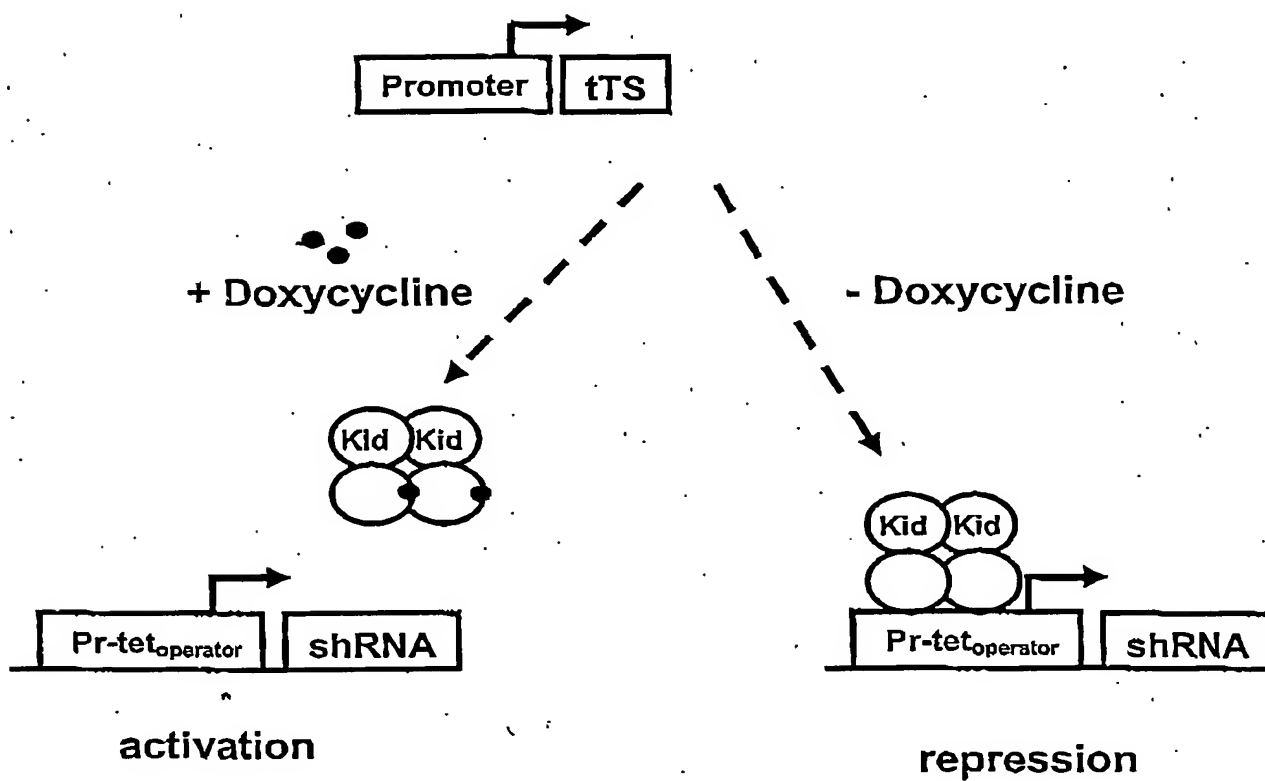 Promoter tTS
+ Doxycycline
- Doxycycline
Kid Kid
Kid Kid
Pr-tetoperator shRNA
Pr-tetoperator shRNA
activation
repression